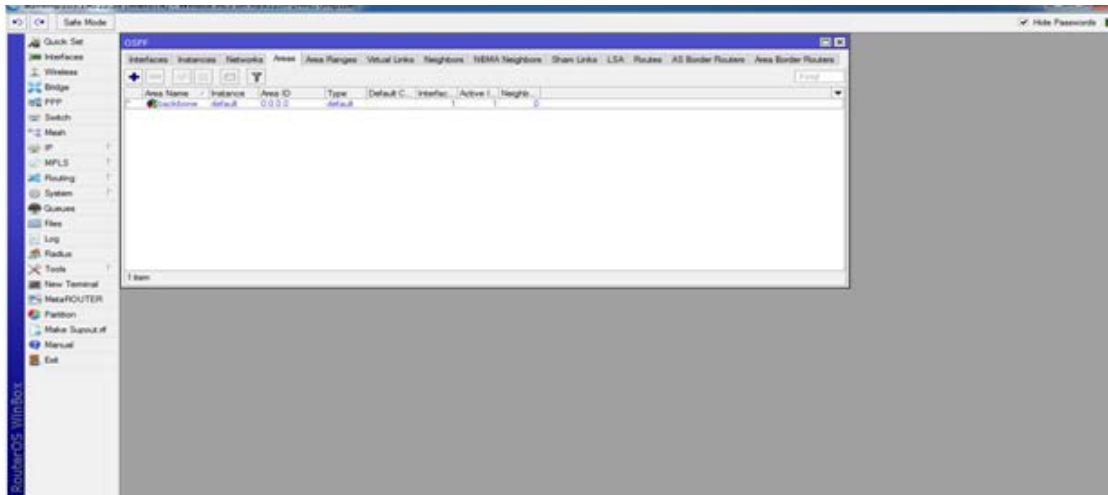 Safe Mode
Hide Passwords
Quick Set
Interfaces
Wireless
Bridge
PPP
Switch
Mesh
IP
MPLS
Routing
System
Queues
Files
Log
Radius
Tools
New Terminal
MetaROUTER
Partition
Make Supout.rif
Manual
Exit
RouterOS WinBox
OSPF
Interfaces Instances Networks Areas Area Ranges Virtual Links Neighbors NBMA Neighbors Sham Links LSA Routes AS Border Routers Area Border Routers
Find
Area Name Instance Area ID Type Default C... Interfac... Active I... Neighb...
* backbone default 0.0.0.0 default 1 1 0
1 item